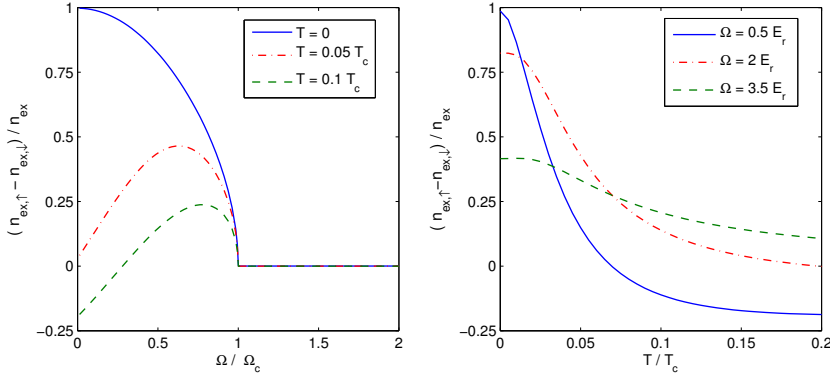 ( n_ex,↑ − n_ex,↓ ) / n_ex
1
0.75
0.5
0.25
0
−0.25
0
0.5
1
1.5
2
Ω / Ω_c
T = 0
T = 0.05 T_c
T = 0.1 T_c
( n_ex,↑ − n_ex,↓ ) / n_ex
1
0.75
0.5
0.25
0
−0.25
0
0.05
0.1
0.15
0.2
T / T_c
Ω = 0.5 E_r
Ω = 2 E_r
Ω = 3.5 E_r